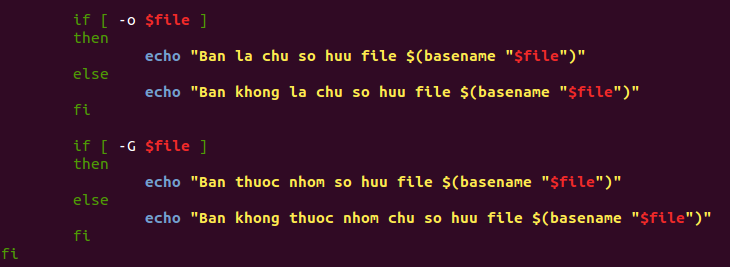 if [ -o $file ]
then
echo "Ban la chu so huu file $(basename "$file")"
else
echo "Ban khong la chu so huu file $(basename "$file")"
fi
if [ -G $file ]
then
echo "Ban thuoc nhom so huu file $(basename "$file")"
else
echo "Ban khong thuoc nhom chu so huu file $(basename "$file")"
fi
fi